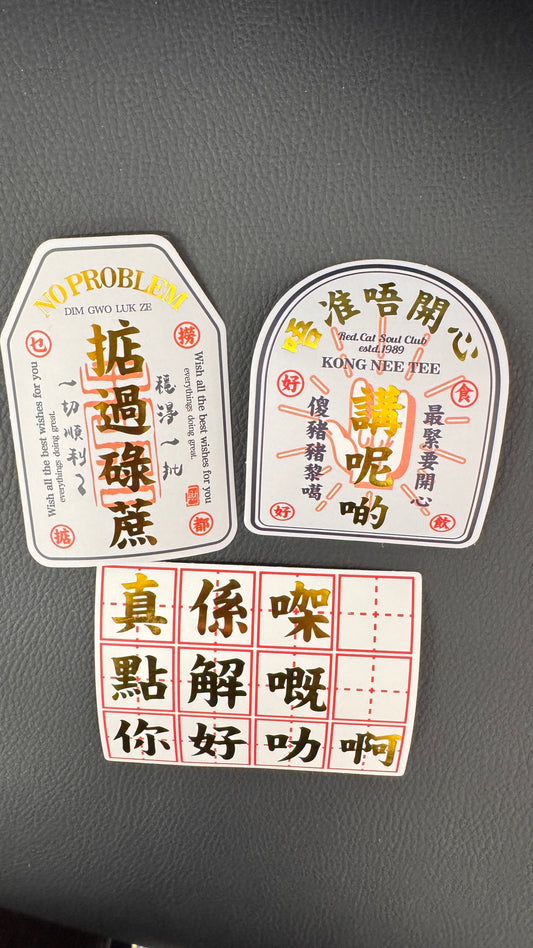 NO PROBLEM
DIM GWO LUK ZE
掂過碌蔗
乜
撈
掂
都
Wish all the best wishes for you
everythings doing great.
一切順利
穩得一批
Wish all the best wishes for you
everythings doing great.
唔准唔開心
Red. Cat Soul Club
estd.1989
KONG NEE TEE
講呢啲
好
食
好
飲
最緊要開心
傻豬豬黎噶
真係㗎
點解嘅
你好叻啊